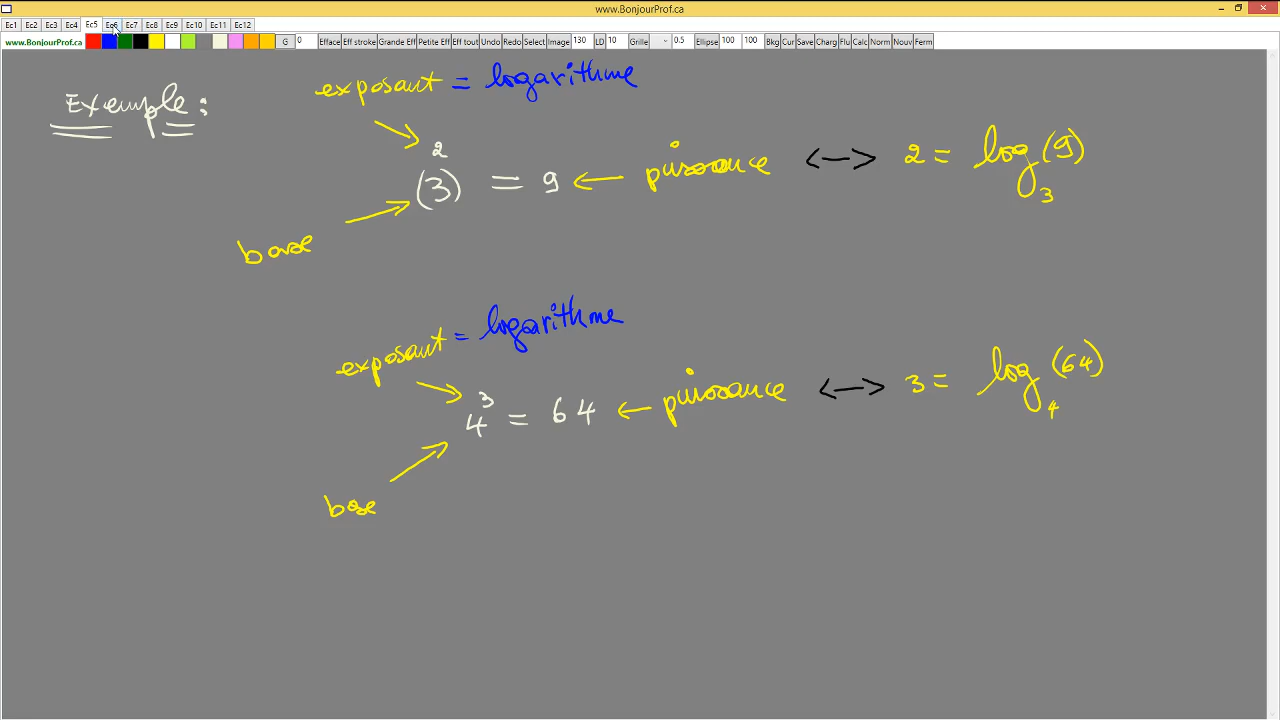 www.BonjourProf.ca
Ec1 Ec2 Ec3 Ec4 Ec5 Ec6 Ec7 Ec8 Ec9 Ec10 Ec11 Ec12
www.BonjourProf.ca G 0 Efface Eff stroke Grande Eff Petite Eff Eff tout Undo Redo Select Image 130 LD 10 Grille 0.5 Ellipse 100 100 Bkg Cur Save Charg Flu Calc Norm Nouv Ferm
Exemple :
exposant = logarithme
(3)² = 9 ← puissance <-> 2 = log₃(9)
base
exposant = logarithme
4³ = 64 ← puissance <-> 3 = log₄(64)
base